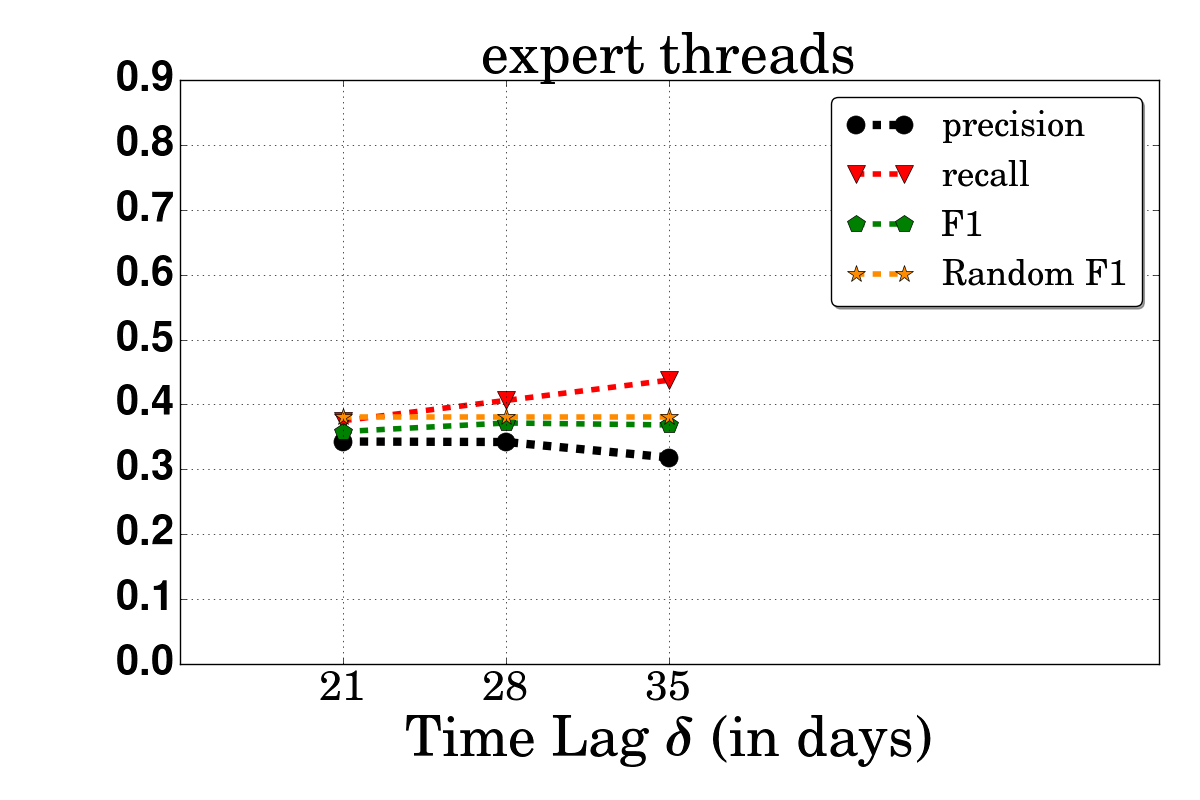 expert threads
0.9
0.8
0.7
0.6
0.5
0.4
0.3
0.2
0.1
0.0
precision
recall
F1
Random F1
21 28 35
Time Lag δ (in days)